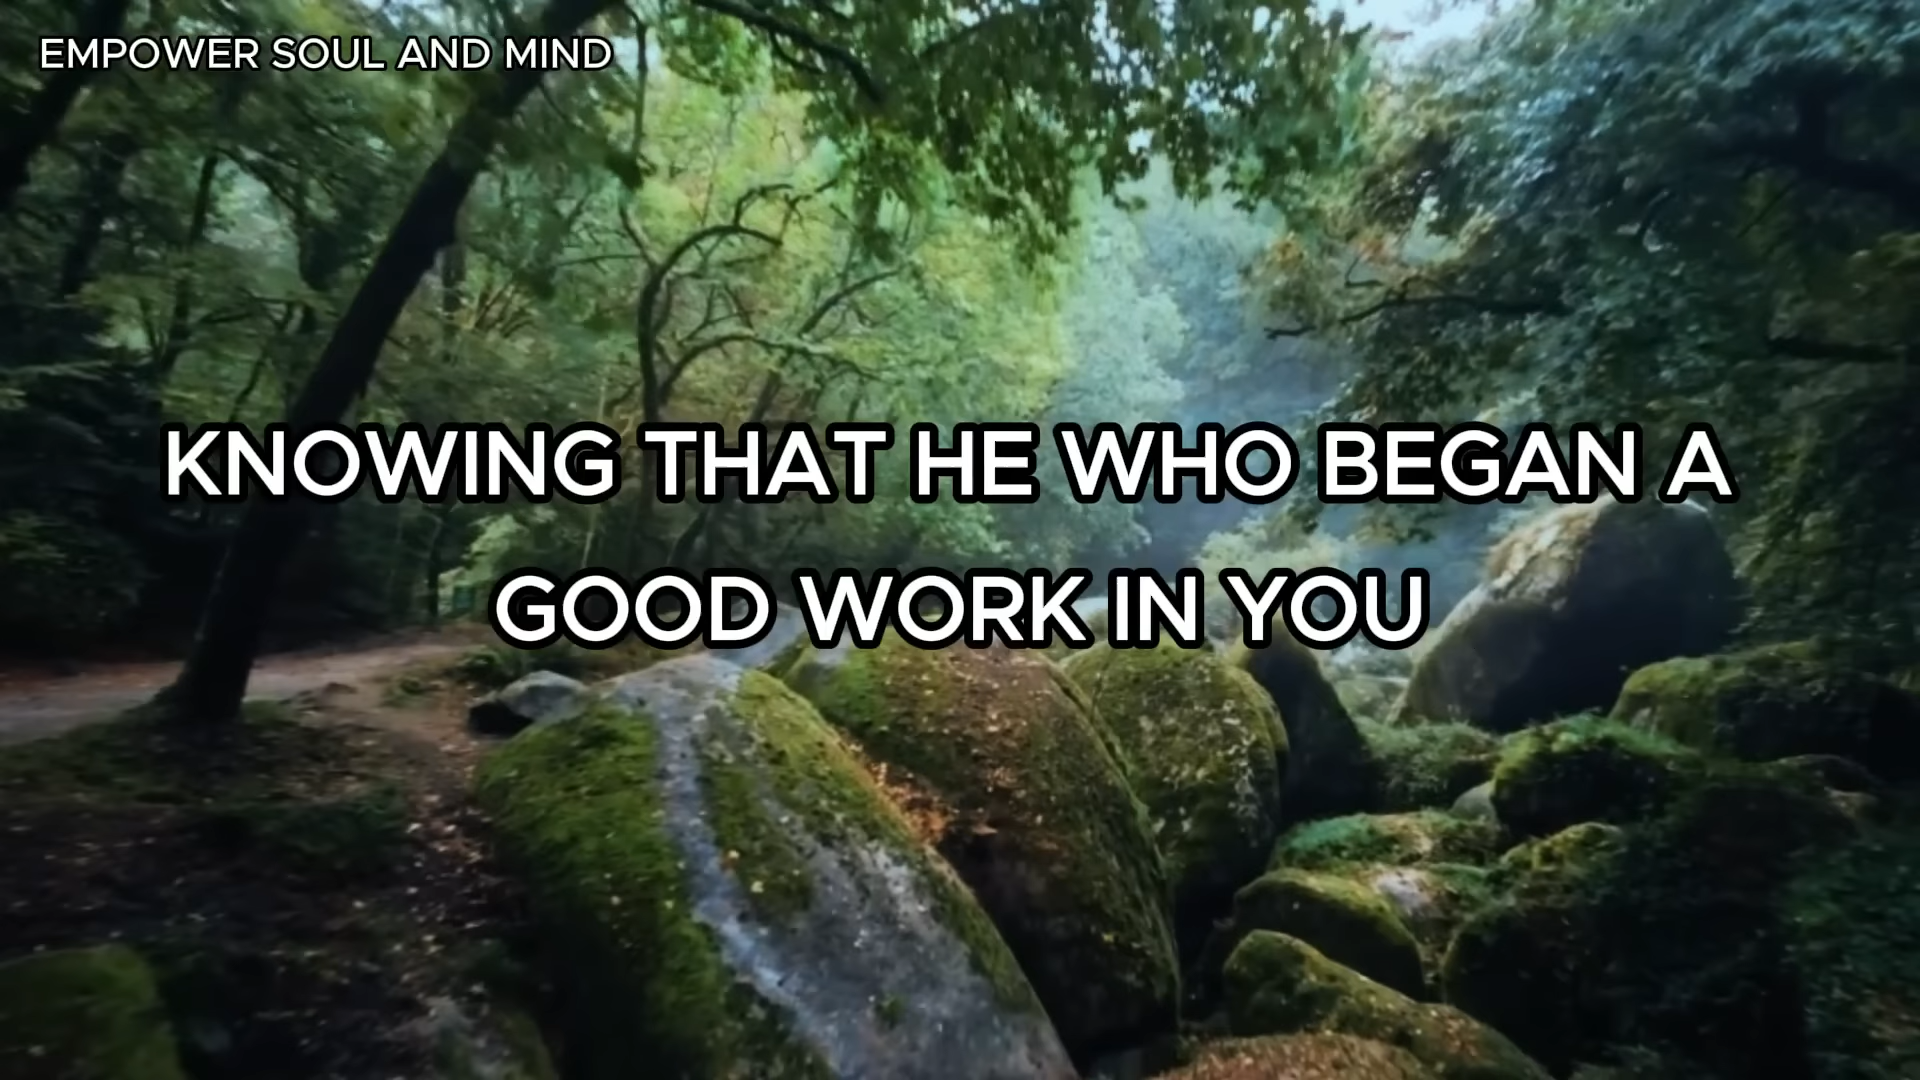 EMPOWER SOUL AND MIND
KNOWING THAT HE WHO BEGAN A
GOOD WORK IN YOU